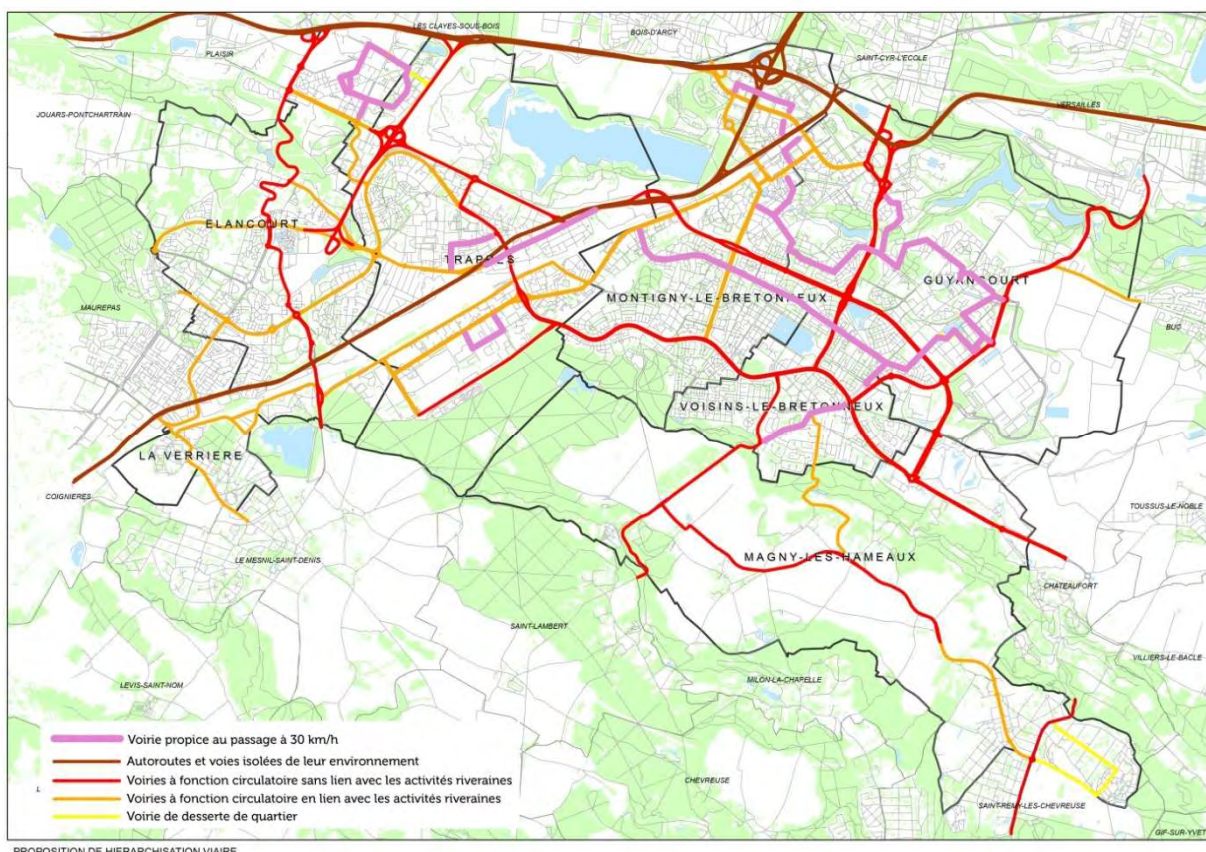 LES CLAYES-SOUS-BOIS
BOIS-D'ARCY
PLAISIR
SAINT-CYR-L'ECOLE
VERSAILLES
JOUARS-PONTCHARTRAIN
ELANCOURT
TRAPPES
GUYANCOURT
MONTIGNY-LE-BRETONNEUX
MAUREPAS
BUC
VOISINS-LE-BRETONNEUX
LA VERRIERE
COIGNIERES
TOUSSUS-LE-NOBLE
LE MESNIL-SAINT-DENIS
MAGNY-LES-HAMEAUX
CHATEAUFORT
SAINT-LAMBERT
VILLIERS-LE-BACLE
LEVIS-SAINT-NOM
MILON-LA-CHAPELLE
Voirie propice au passage à 30 km/h
Autoroutes et voies isolées de leur environnement
Voiries à fonction circulatoire sans lien avec les activités riveraines
CHEVREUSE
L
Voiries à fonction circulatoire en lien avec les activités riveraines
SAINT-REMY-LES-CHEVREUSE
Voirie de desserte de quartier
GIF-SUR-YVET
PROPOSITION DE HIERARCHISATION VIAIRE